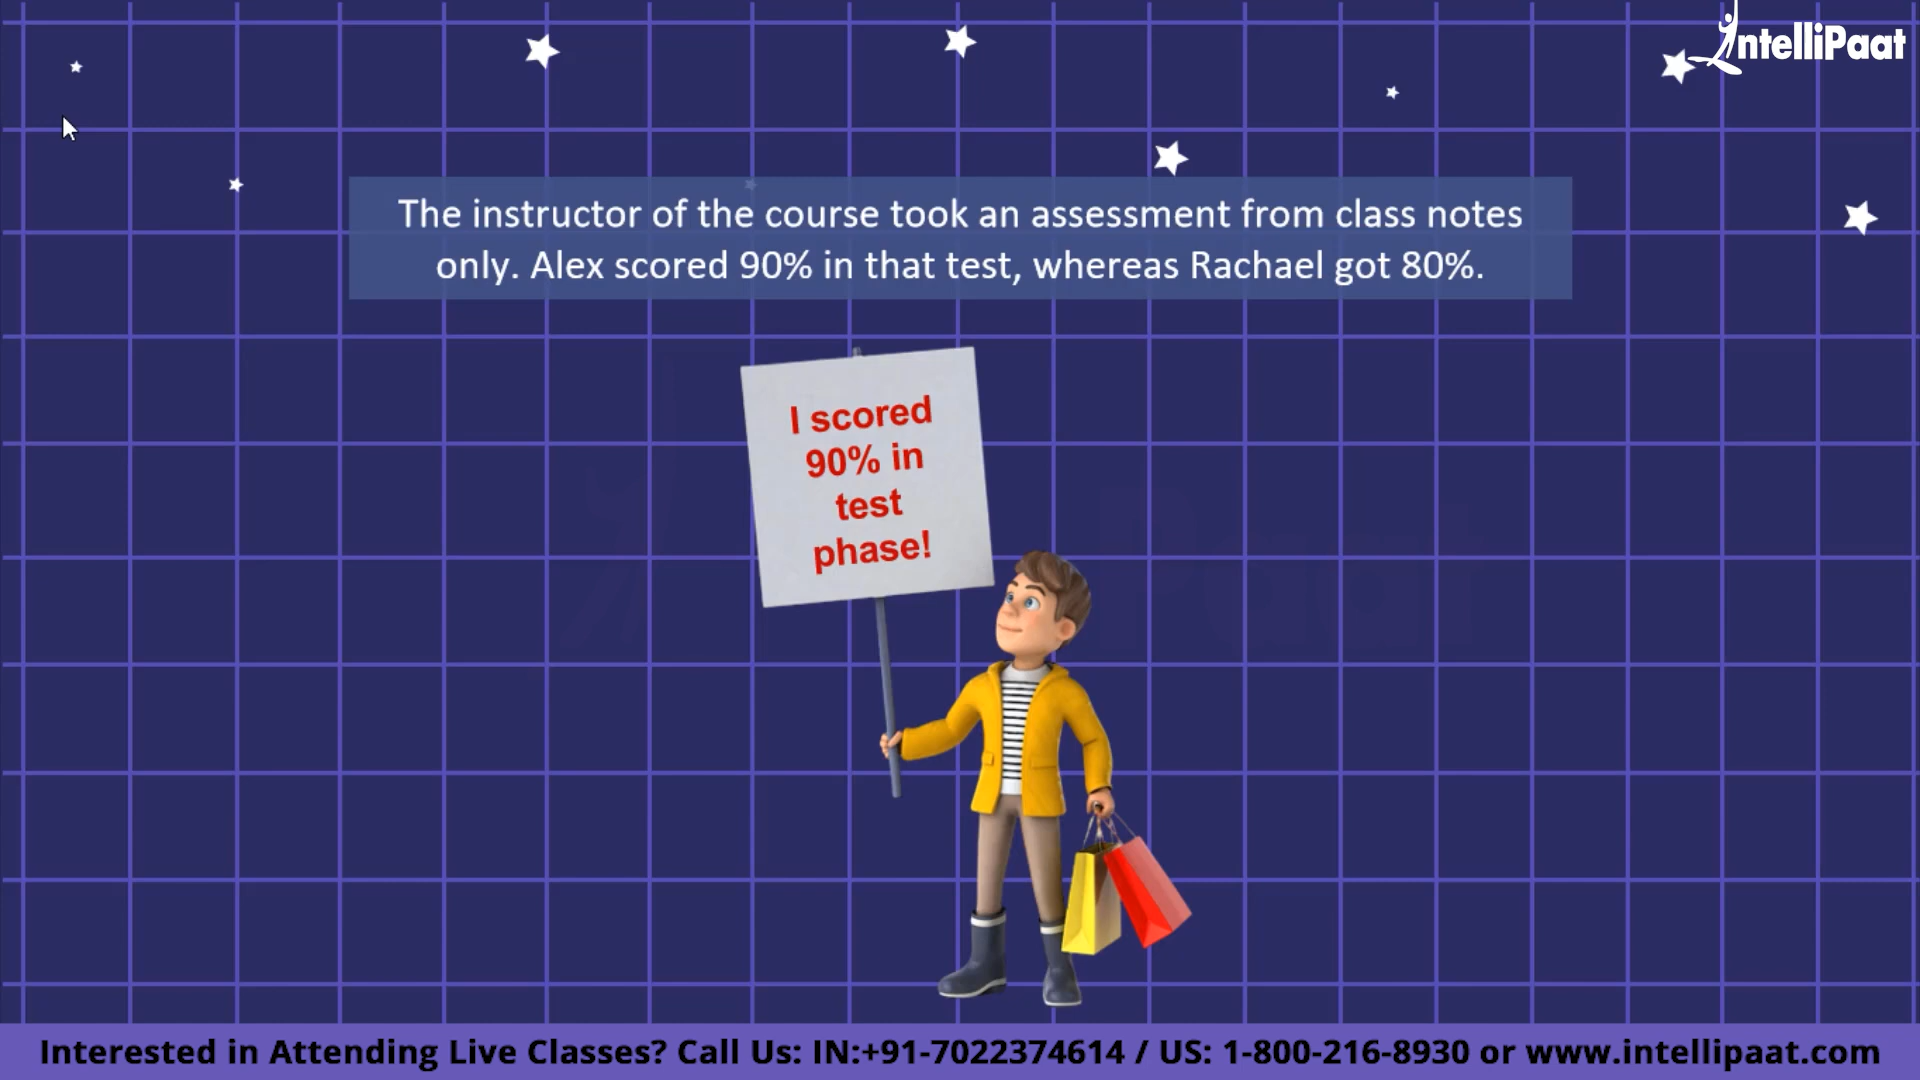 IntelliPaat
The instructor of the course took an assessment from class notes
only. Alex scored 90% in that test, whereas Rachael got 80%.
I scored
90% in
test
phase!
Interested in Attending Live Classes? Call Us: IN:+91-7022374614 / US: 1-800-216-8930 or www.intellipaat.com